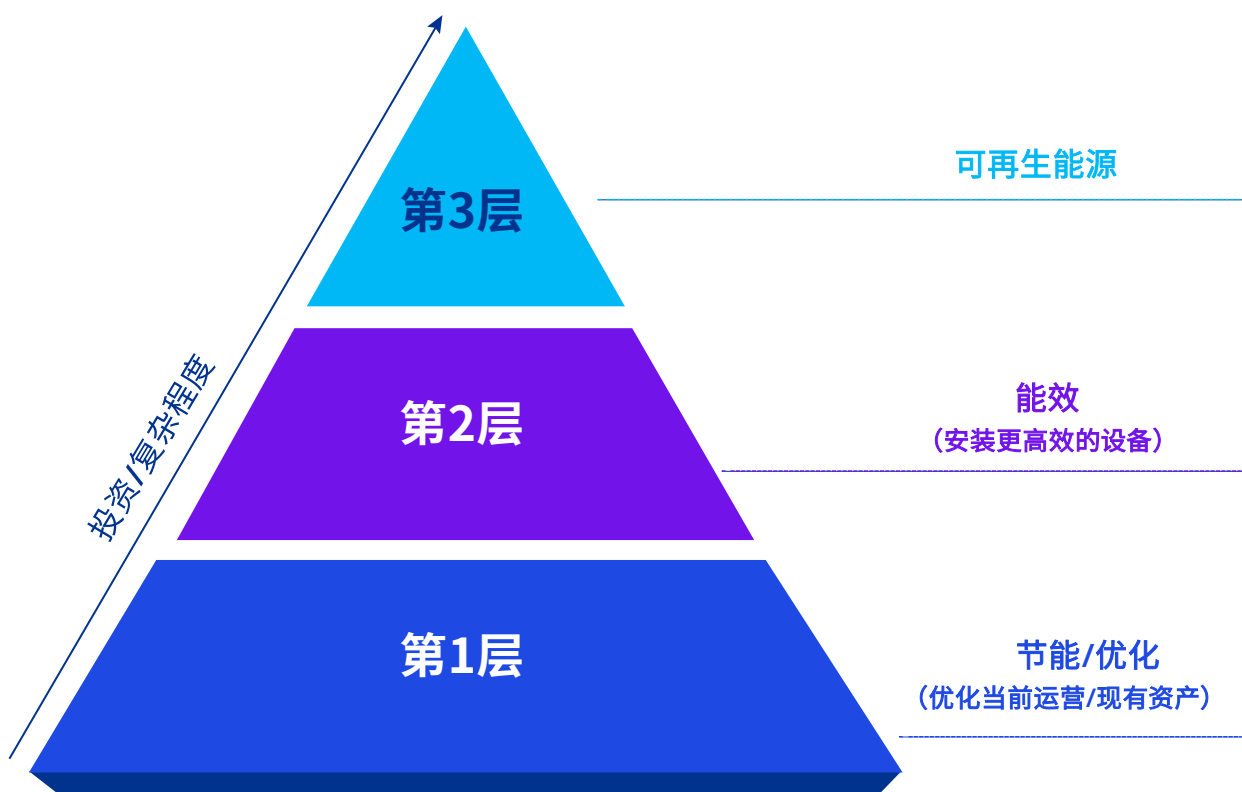 可再生能源
第3层
能效
（安装更高效的设备）
第2层
投资/复杂程度
节能/优化
（优化当前运营/现有资产）
第1层